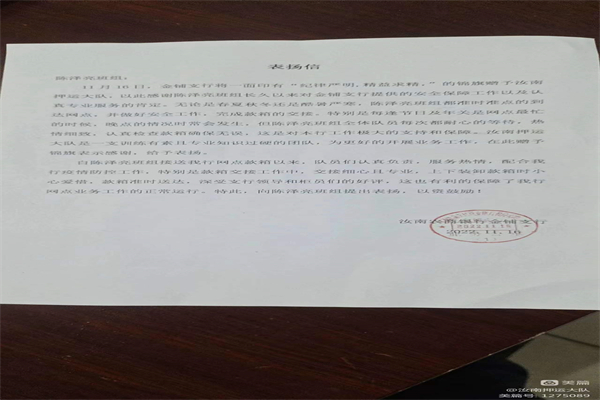 表扬信
陈泽亮班组:
11月16日,金铺支行将一面印有“纪律严明,精益求精,”的锦旗赠予汝南
押运大队,以此感谢陈泽亮班组长久以来对金铺支行提供的安全保障工作以及认
真专业服务的肯定。无论是春夏秋冬还是酷暑严寒,陈泽亮班组都准时准点的到
达网点,并做好安全工作,完成款箱的交接,特别是每逢节日及年关是网点最忙
的时候,晚点的情况时常会发生,但陈泽亮班组全体队员每次都耐心的等待,热
情细致,认真检查款箱确保无误,这是对本行工作极大的支持和保障。汝南押运
大队是一支训练有素且专业知识过硬的团队,为更好的开展业务工作,在此赠予
锦旗表示感谢,给予表扬。
自陈泽亮班组接送我行网点款箱以来,队员们认真负责,服务热情,配合我
行疫情防控工作,特别是款箱交接工作中,交接细心且专业,上下装卸款箱时小
心爱惜,款箱准时送达,深受支行领导和柜员们的好评,这也有利的保障了我行
网点业务工作的正常运行。特此,向陈泽亮班组提出表扬,以资鼓励!
汝南农商银行金铺支行
2022.11.16
美篇
@汝南押运大队
美篇号: 1275089